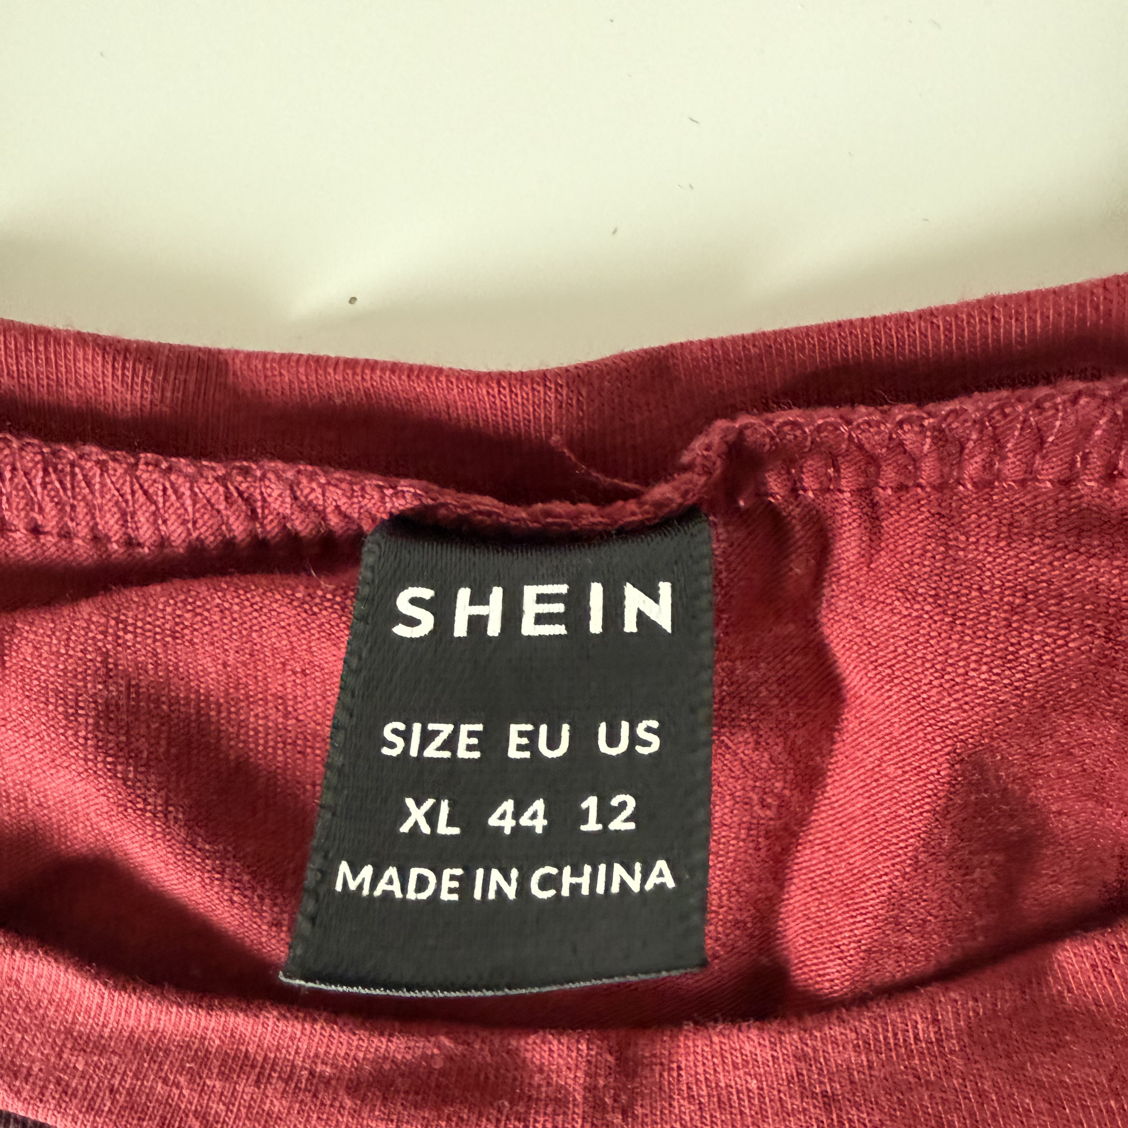 SHEIN
SIZE EU US
XL 44 12
MADE IN CHINA